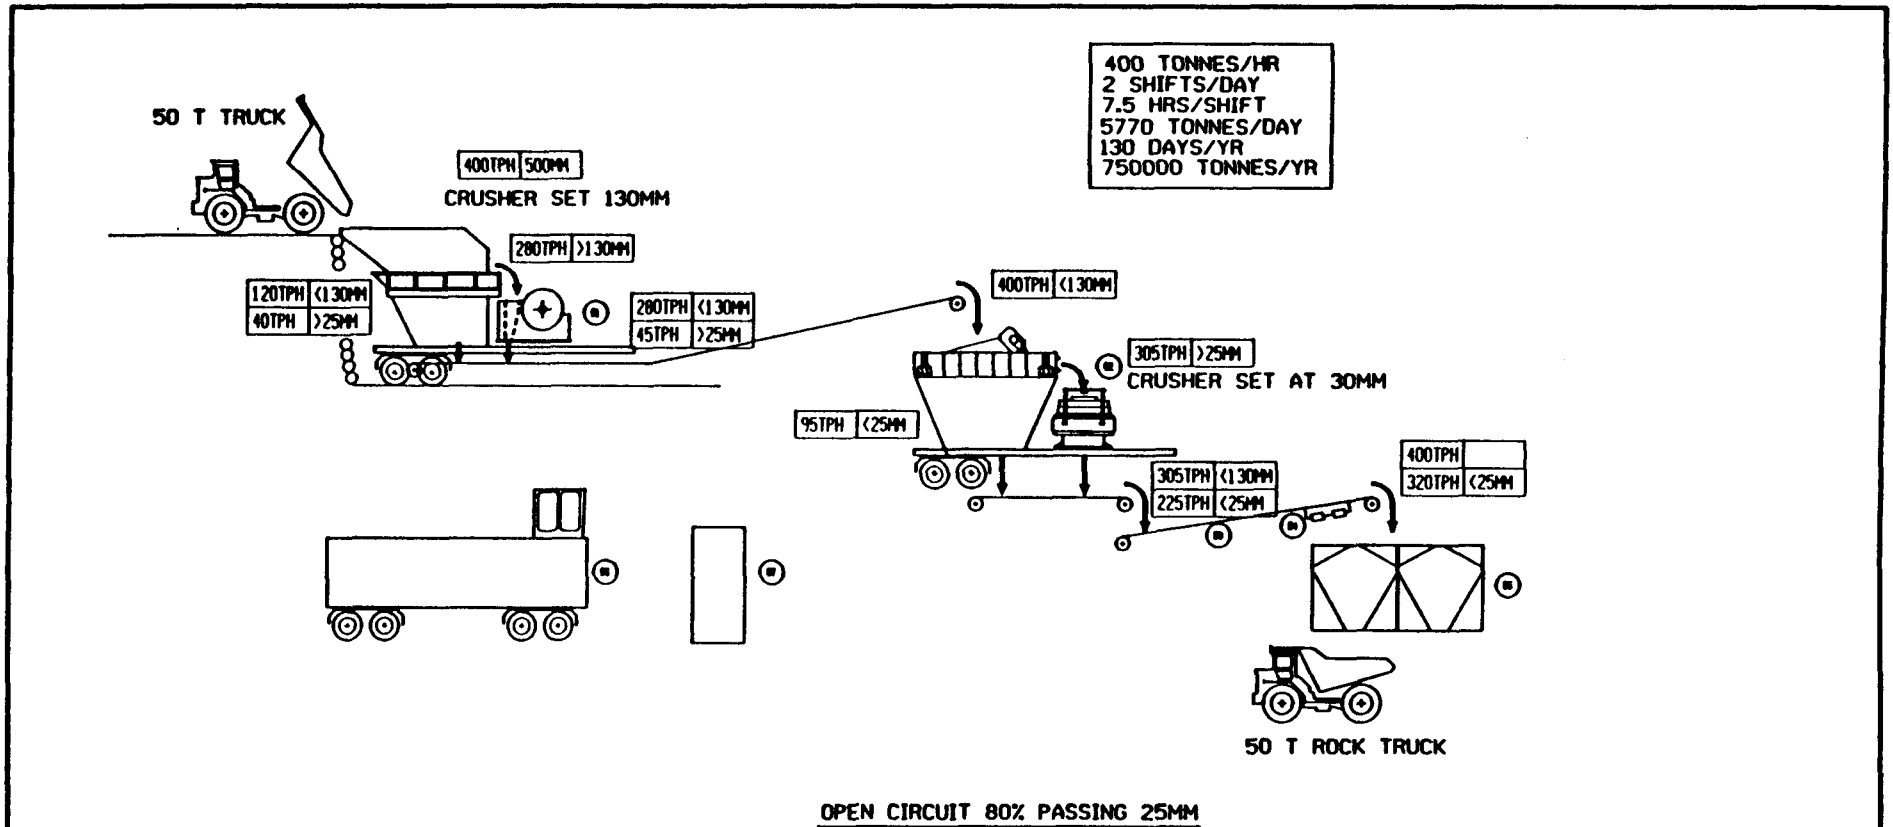 400 TONNES/HR
2 SHIFTS/DAY
7.5 HRS/SHIFT
5770 TONNES/DAY
130 DAYS/YR
750000 TONNES/YR
50 T TRUCK
400TPH 500MM
CRUSHER SET 130MM
280TPH >130MM
120TPH <130MM
40TPH >25MM
280TPH <130MM
45TPH >25MM
400TPH <130MM
305TPH >25MM
CRUSHER SET AT 30MM
95TPH <25MM
305TPH <130MM
225TPH <25MM
400TPH
320TPH <25MM
50 T ROCK TRUCK
OPEN CIRCUIT 80% PASSING 25MM